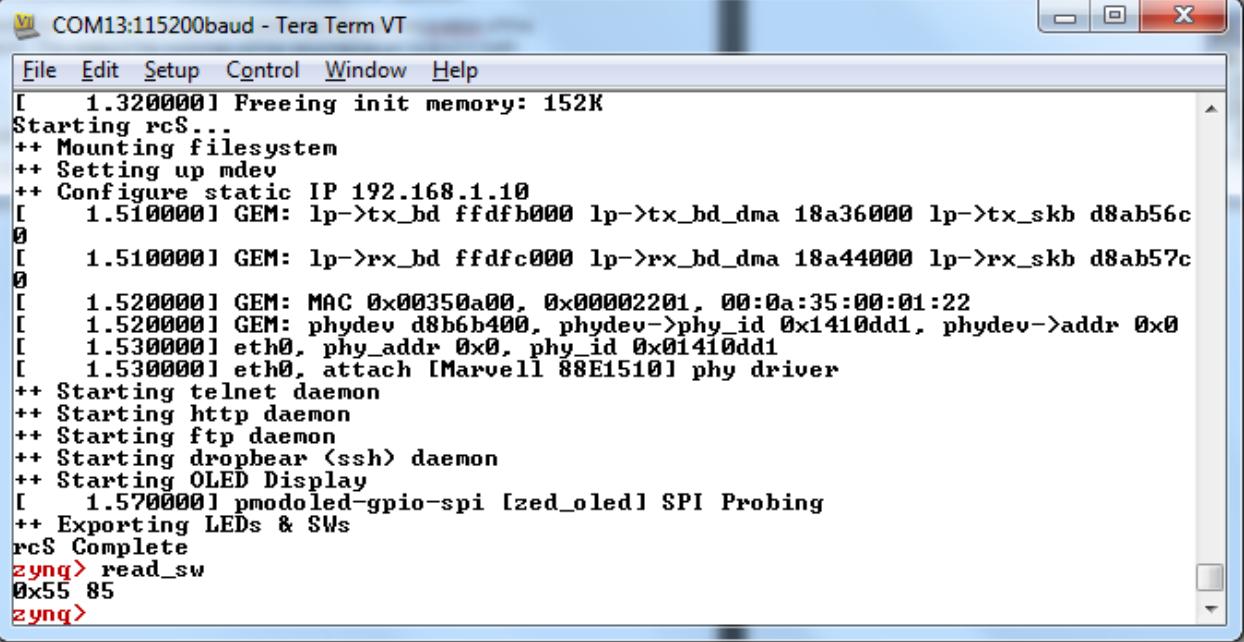 COM13:115200baud - Tera Term VT
File Edit Setup Control Window Help
[    1.320000] Freeing init memory: 152K
Starting rcS...
++ Mounting filesystem
++ Setting up mdev
++ Configure static IP 192.168.1.10
[    1.510000] GEM: lp->tx_bd ffdfb000 lp->tx_bd_dma 18a36000 lp->tx_skb d8ab56c
0
[    1.510000] GEM: lp->rx_bd ffdfc000 lp->rx_bd_dma 18a44000 lp->rx_skb d8ab57c
0
[    1.520000] GEM: MAC 0x00350a00, 0x00002201, 00:0a:35:00:01:22
[    1.520000] GEM: phydev d8b6b400, phydev->phy_id 0x1410dd1, phydev->addr 0x0
[    1.530000] eth0, phy_addr 0x0, phy_id 0x01410dd1
[    1.530000] eth0, attach [Marvell 88E1510] phy driver
++ Starting telnet daemon
++ Starting http daemon
++ Starting ftp daemon
++ Starting dropbear (ssh) daemon
++ Starting OLED Display
[    1.570000] pmodoled-gpio-spi [zed_oled] SPI Probing
++ Exporting LEDs & SWs
rcS Complete
zynq> read_sw
0x55 85
zynq>